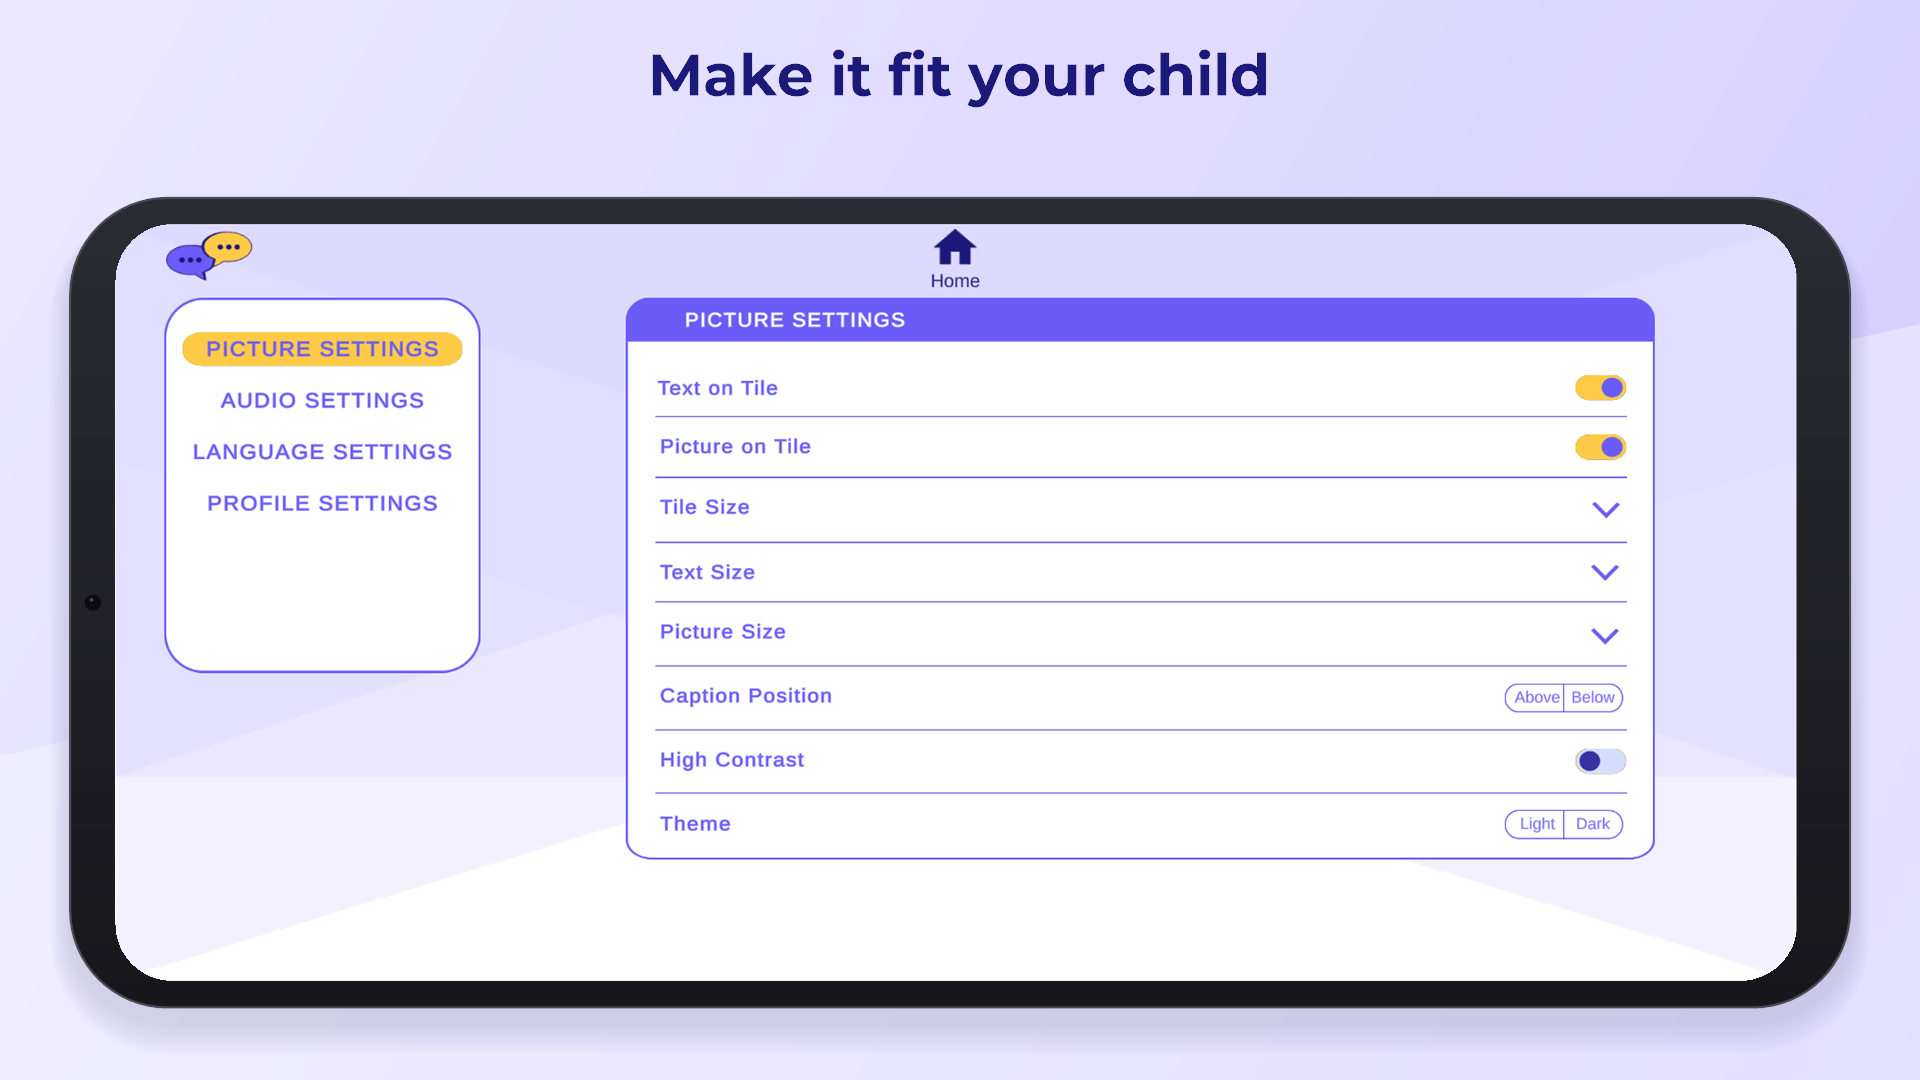 Make it fit your child
Home
PICTURE SETTINGS
AUDIO SETTINGS
LANGUAGE SETTINGS
PROFILE SETTINGS
PICTURE SETTINGS
Text on Tile
Picture on Tile
Tile Size
Text Size
Picture Size
Caption Position Above Below
High Contrast
Theme Light Dark